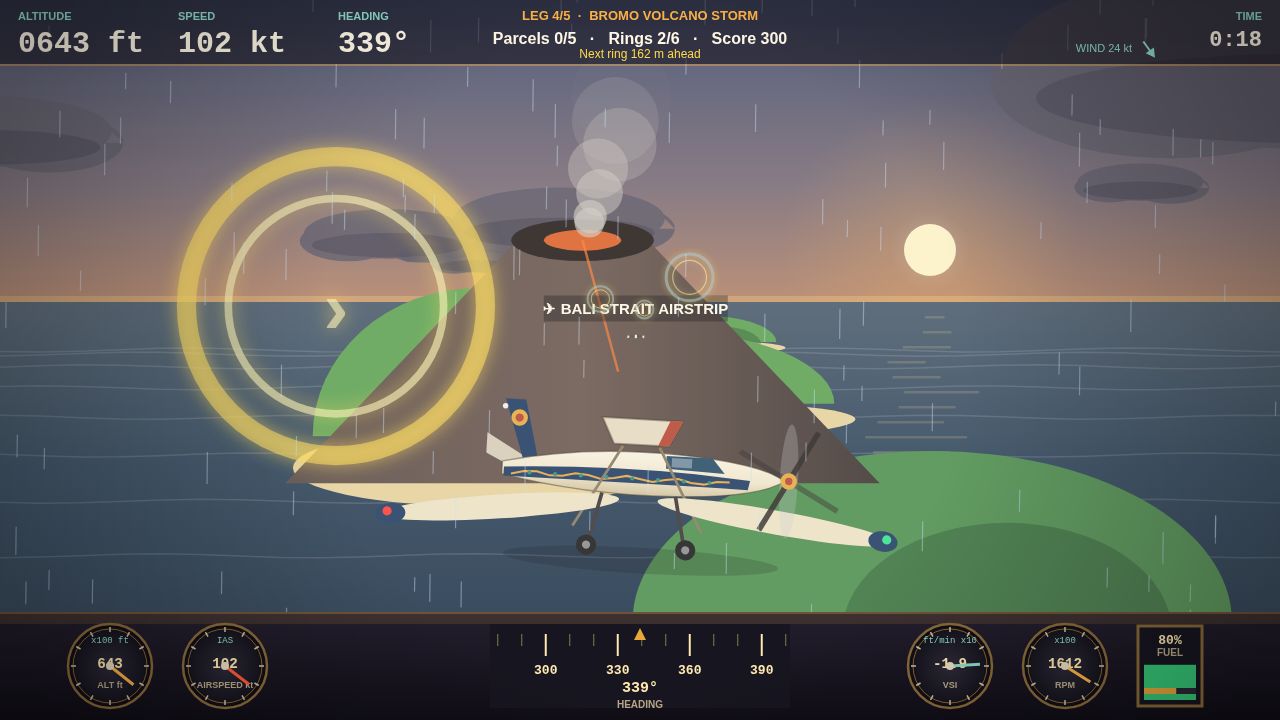 ALTITUDE
0643 ft
SPEED
102 kt
HEADING
339°
LEG 4/5 · BROMO VOLCANO STORM
Parcels 0/5 · Rings 2/6 · Score 300
Next ring 162 m ahead
WIND 24 kt
TIME
0:18
✈ BALI STRAIT AIRSTRIP
...
x100 ft
643
ALT ft
IAS
102
AIRSPEED kt
300 330 360 390
339°
HEADING
ft/min x10
-1.9
VSI
x100
1612
RPM
80%
FUEL